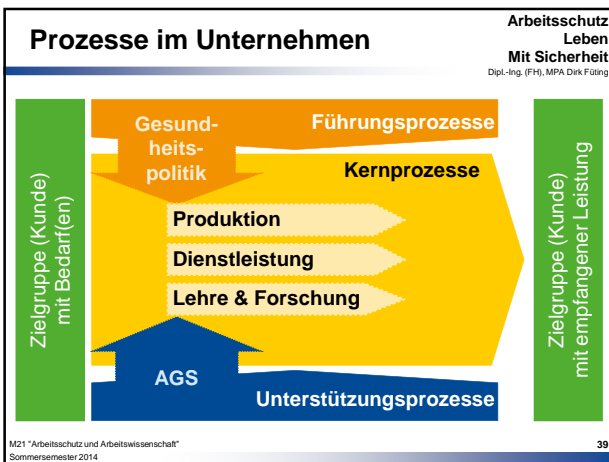 Prozesse im Unternehmen
Arbeitsschutz
Leben
Mit Sicherheit
Dipl.-Ing. (FH), MPA Dirk Füting
Zielgruppe (Kunde)
mit Bedarf(en)
Gesund-
heits-
politik
Führungsprozesse
Kernprozesse
Produktion
Dienstleistung
Lehre & Forschung
AGS
Unterstützungsprozesse
Zielgruppe (Kunde)
mit empfangener Leistung
M21 "Arbeitsschutz und Arbeitswissenschaft"
Sommersemester 2014
39